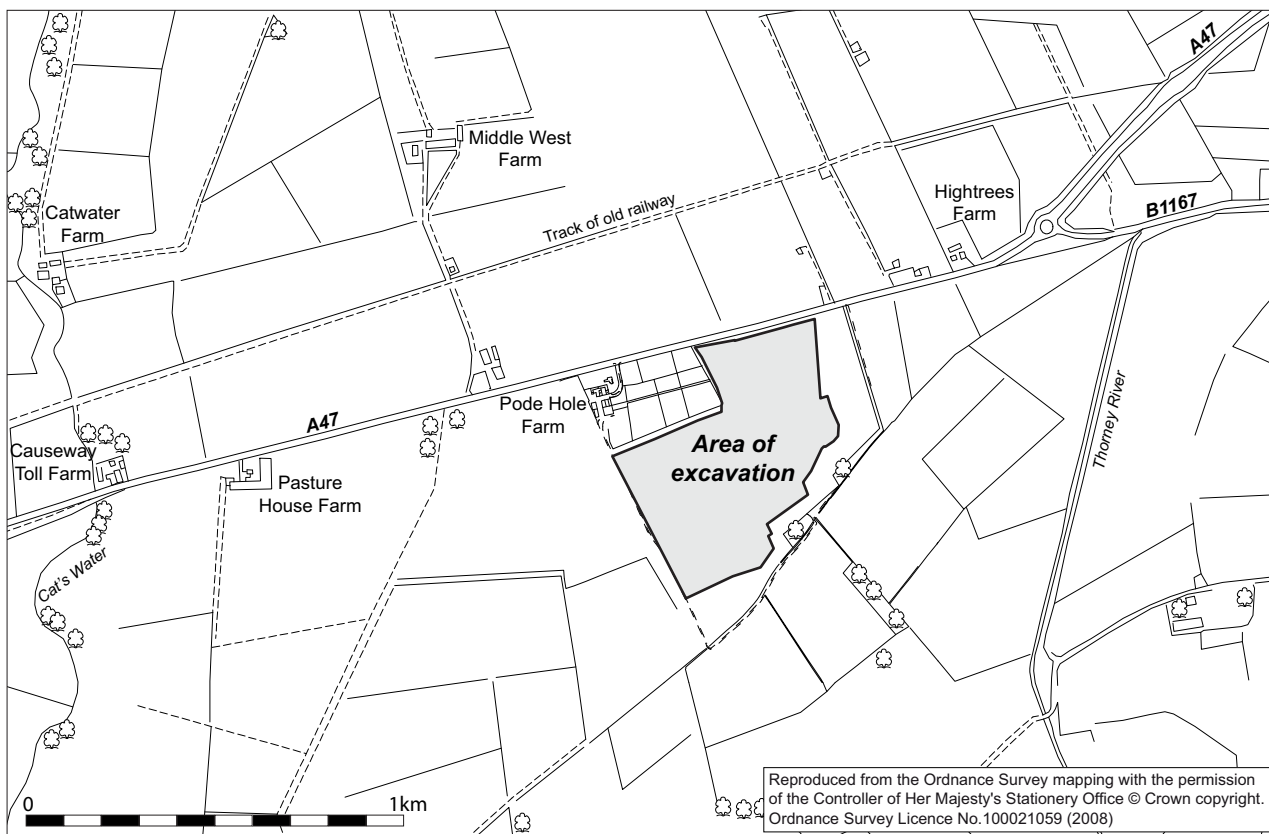 A47
Middle West
Farm
Hightrees
Farm
B1167
Catwater
Farm
Track of old railway
Pode Hole
Farm
A47
Thorney River
Causeway
Toll Farm
Area of
excavation
Pasture
House Farm
Cat's Water
0
1km
Reproduced from the Ordnance Survey mapping with the permission
of the Controller of Her Majesty's Stationery Office © Crown copyright.
Ordnance Survey Licence No.100021059 (2008)